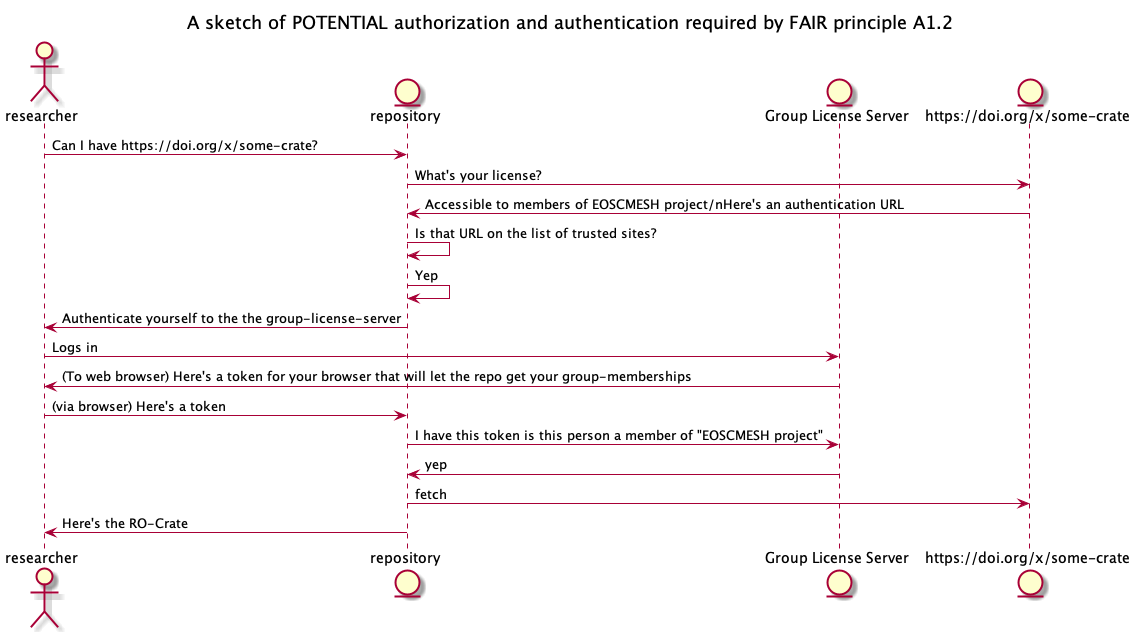 A sketch of POTENTIAL authorization and authentication required by FAIR principle A1.2
researcher
repository
Group License Server
https://doi.org/x/some-crate
Can I have https://doi.org/x/some-crate?
What's your license?
Accessible to members of EOSCMESH project/nHere's an authentication URL
Is that URL on the list of trusted sites?
Yep
Authenticate yourself to the the group-license-server
Logs in
(To web browser) Here's a token for your browser that will let the repo get your group-memberships
(via browser) Here's a token
I have this token is this person a member of "EOSCMESH project"
yep
fetch
Here's the RO-Crate
researcher
repository
Group License Server
https://doi.org/x/some-crate